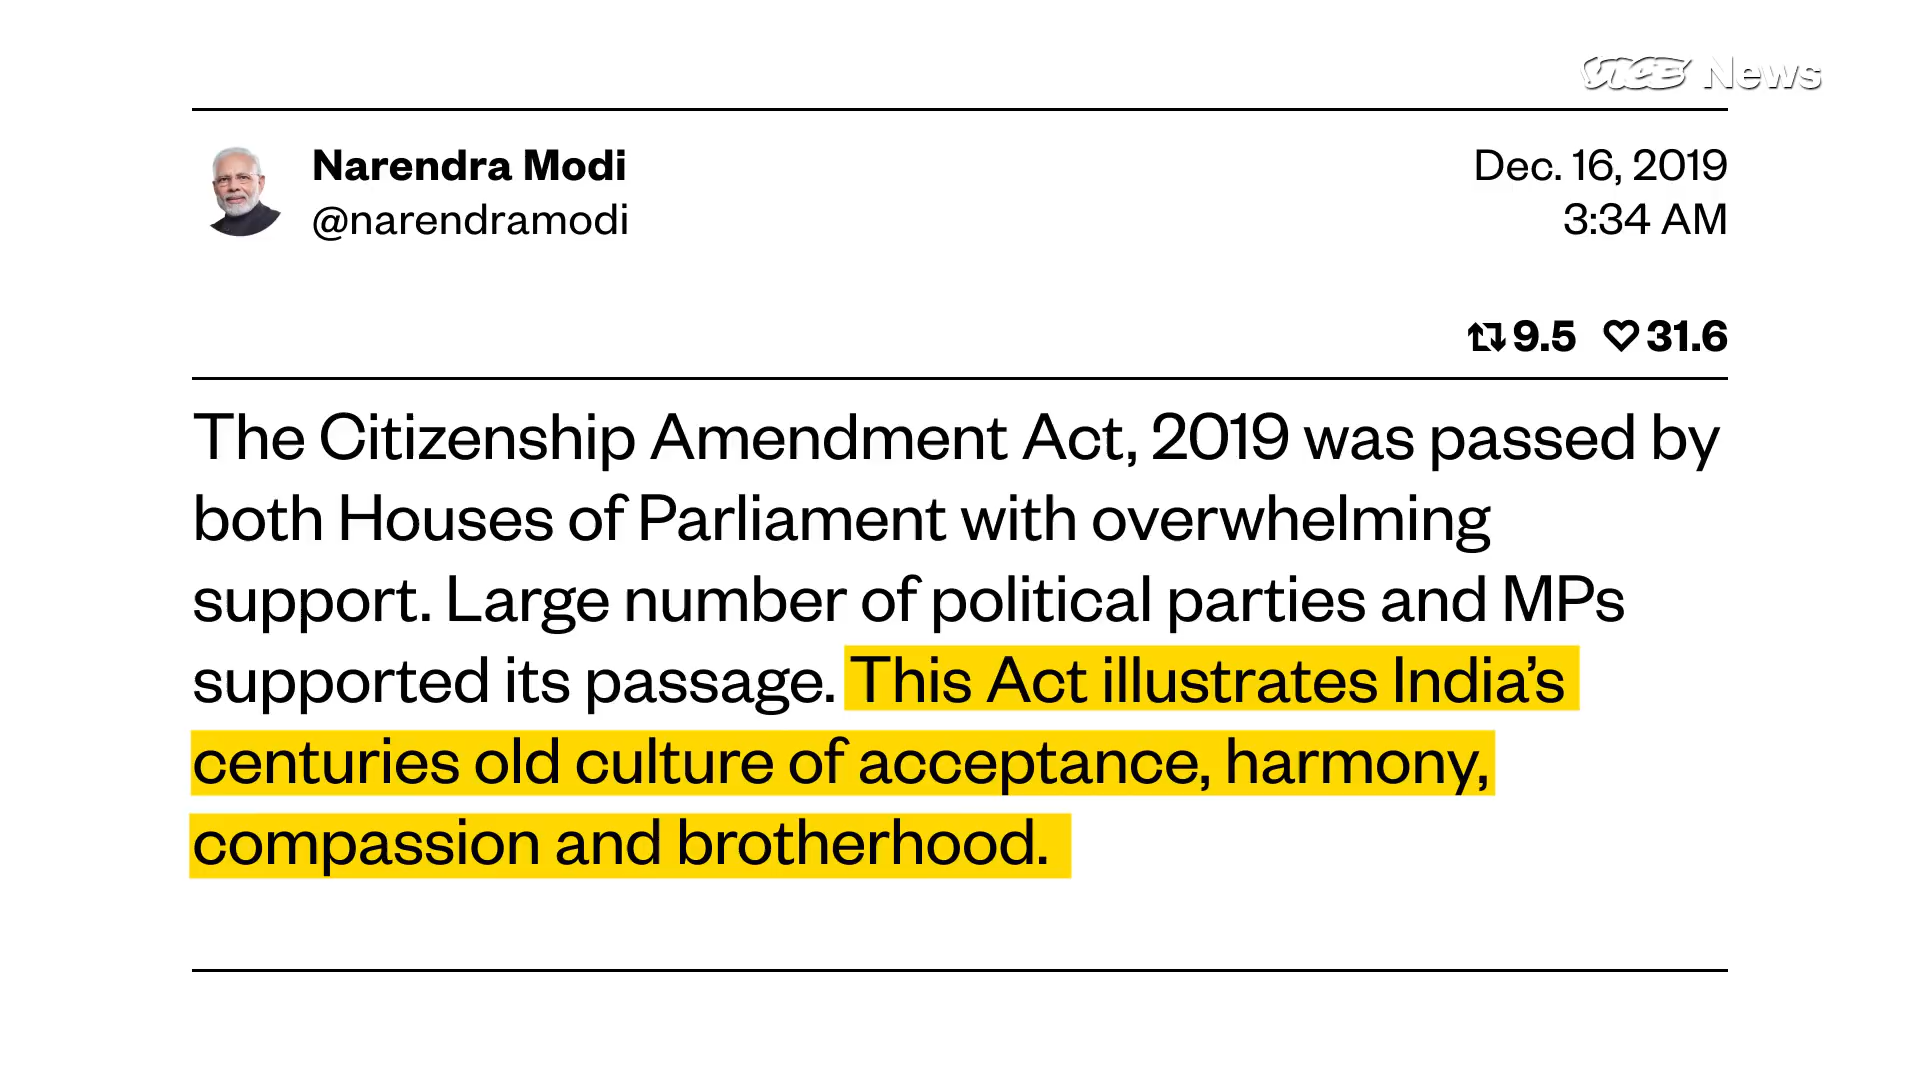 VICE News
Narendra Modi
@narendramodi
Dec. 16, 2019
3:34 AM
9.5 31.6
The Citizenship Amendment Act, 2019 was passed by
both Houses of Parliament with overwhelming
support. Large number of political parties and MPs
supported its passage. This Act illustrates India’s
centuries old culture of acceptance, harmony,
compassion and brotherhood.